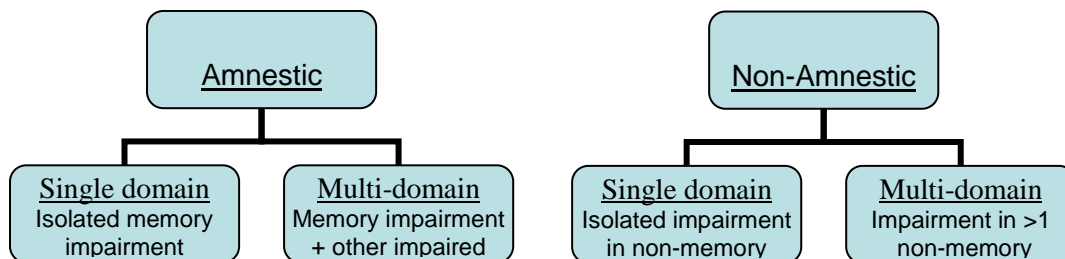 Amnestic
Non-Amnestic
Single domain
Isolated memory
impairment
Multi-domain
Memory impairment
+ other impaired
Single domain
Isolated impairment
in non-memory
Multi-domain
Impairment in >1
non-memory